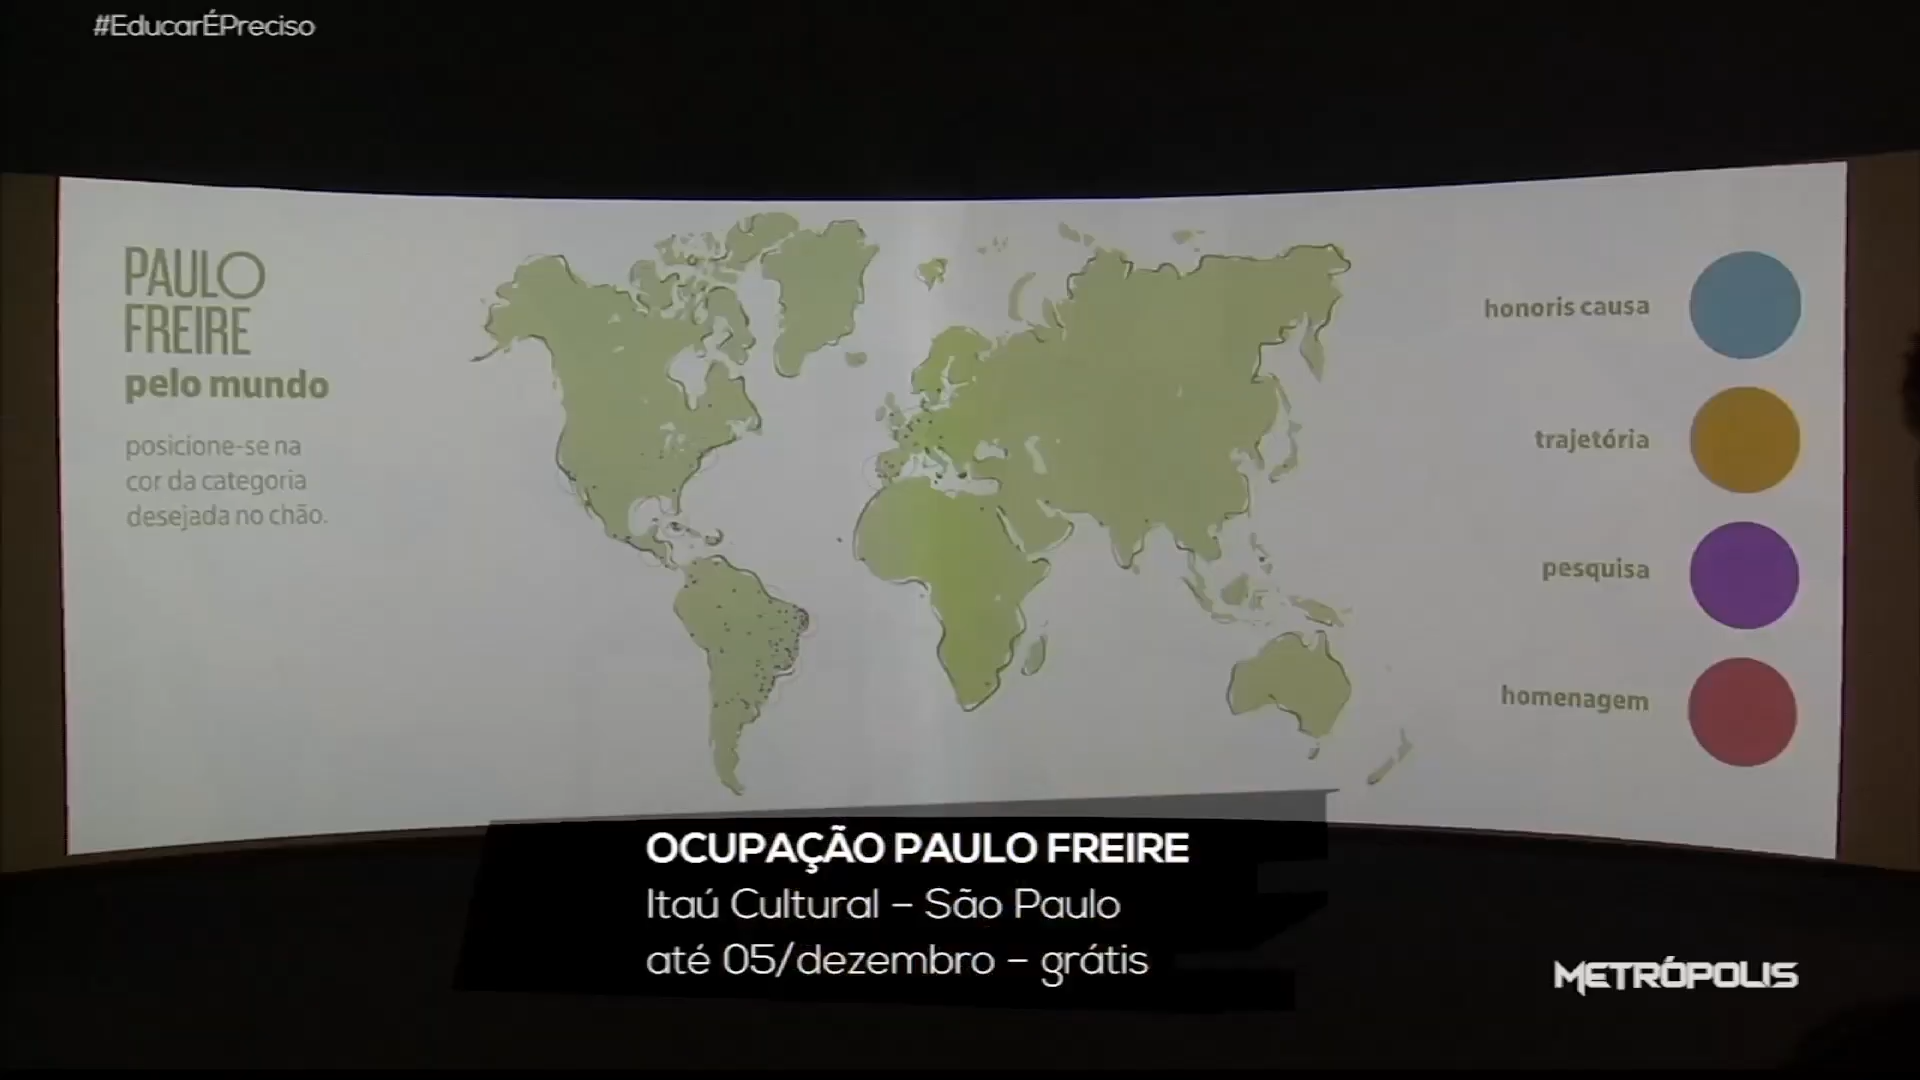 #EducarÉPreciso
PAULO
FREIRE
pelo mundo
posicione-se na
cor da categoria
desejada no chão.
honoris causa
trajetória
pesquisa
homenagem
OCUPAÇÃO PAULO FREIRE
Itaú Cultural – São Paulo
até 05/dezembro – grátis
METRÓPOLIS